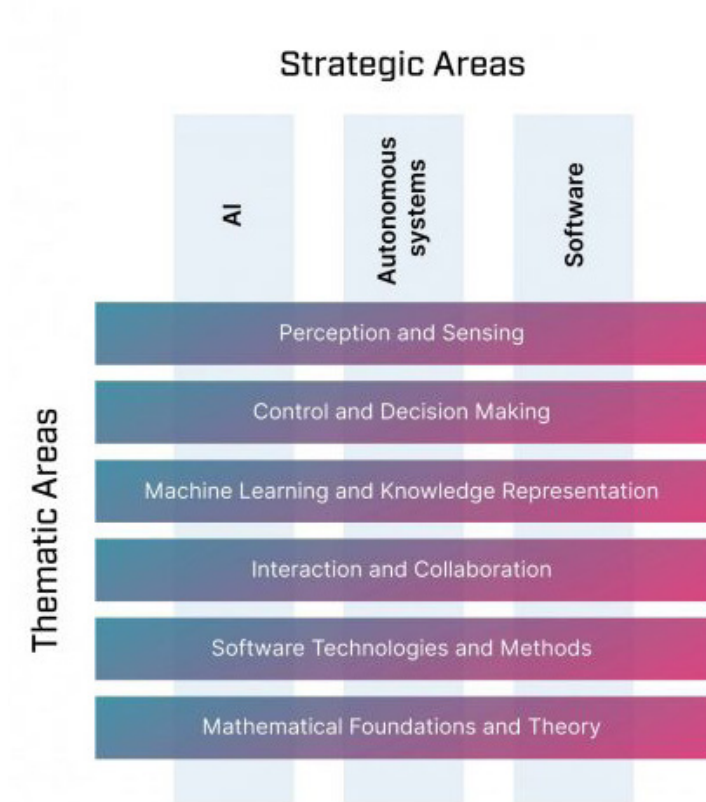 Strategic Areas
AI
Autonomous
systems
Software
Thematic Areas
Perception and Sensing
Control and Decision Making
Machine Learning and Knowledge Representation
Interaction and Collaboration
Software Technologies and Methods
Mathematical Foundations and Theory